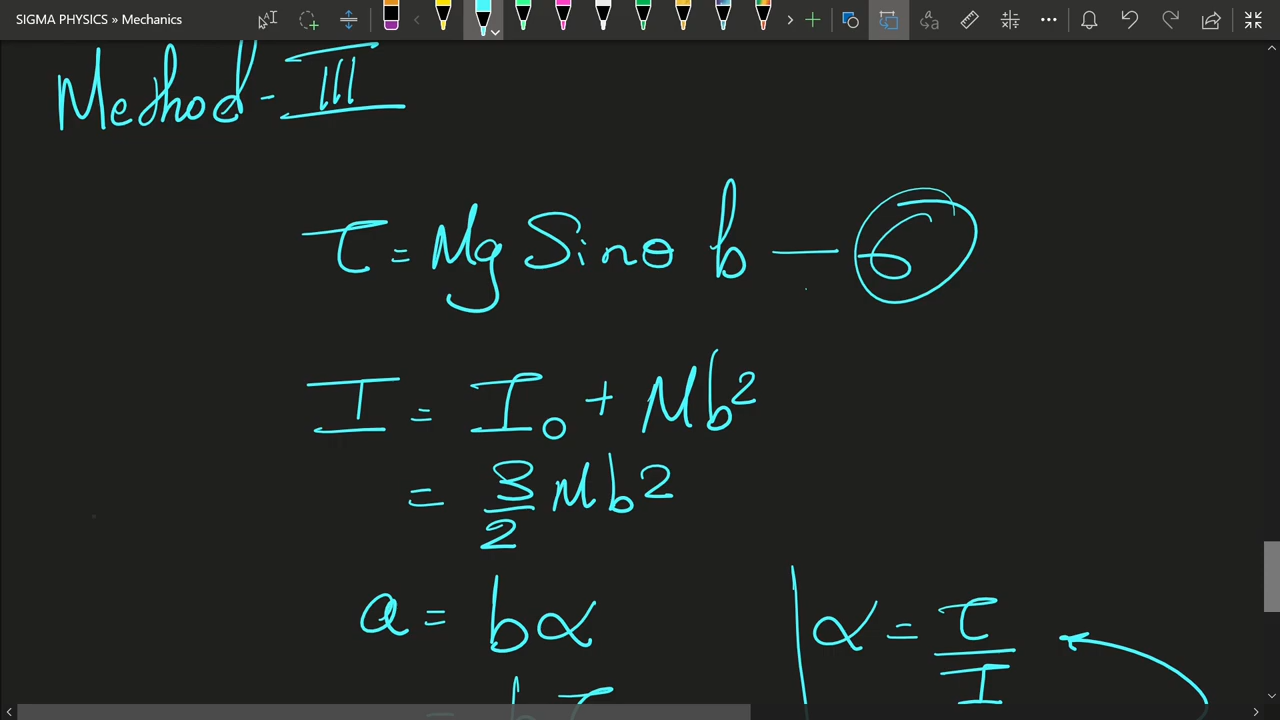 SIGMA PHYSICS » Mechanics
Method - III
τ = Mg Sinθ b — 6
I = I₀ + Mb²
= 3/2 Mb2
a = bα | α = τ/I
= b τ